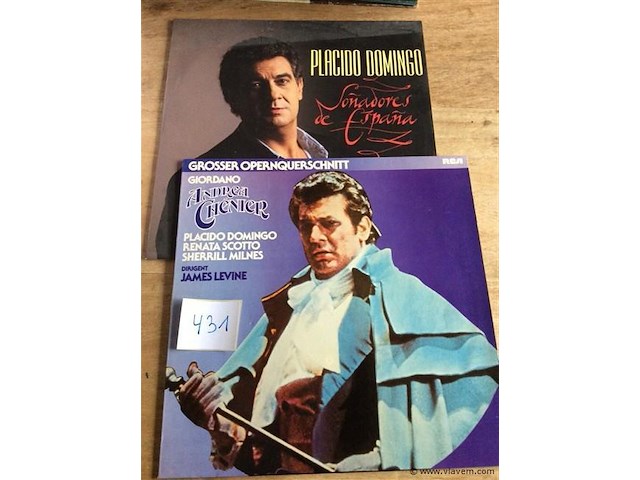 PLACIDO DOMINGO
Soñadores
de España
GROSSER OPERNQUERSCHNITT
RCA
GIORDANO
ANDREA
CHENIER
PLACIDO DOMINGO
RENATA SCOTTO
SHERRILL MILNES
DIRIGENT
JAMES LEVINE
431
© www.vlavem.com